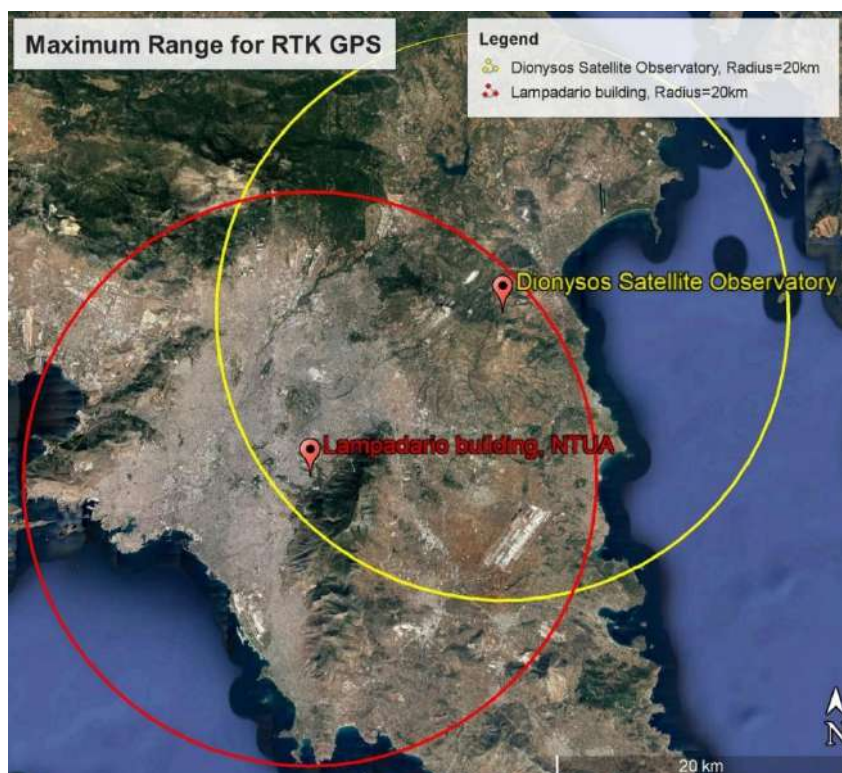 Maximum Range for RTK GPS
Legend
Dionysos Satellite Observatory, Radius=20km
Lampadario building, Radius=20km
Dionysos Satellite Observatory
Lampadario building, NTUA
N
20 km